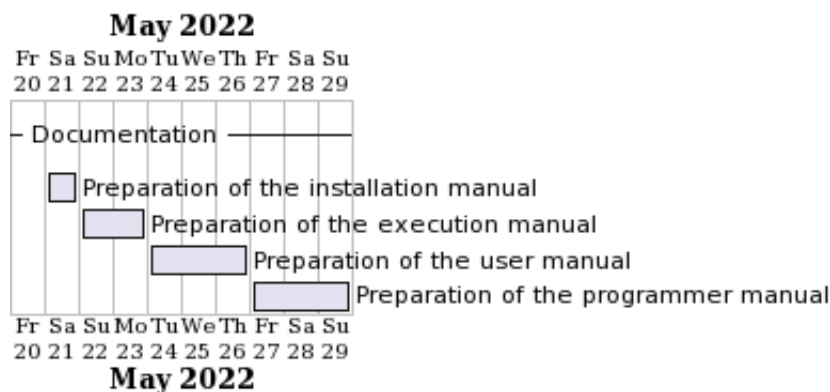 May 2022
Fr Sa Su Mo Tu We Th Fr Sa Su
20 21 22 23 24 25 26 27 28 29
Documentation
Preparation of the installation manual
Preparation of the execution manual
Preparation of the user manual
Preparation of the programmer manual
Fr Sa Su Mo Tu We Th Fr Sa Su
20 21 22 23 24 25 26 27 28 29
May 2022